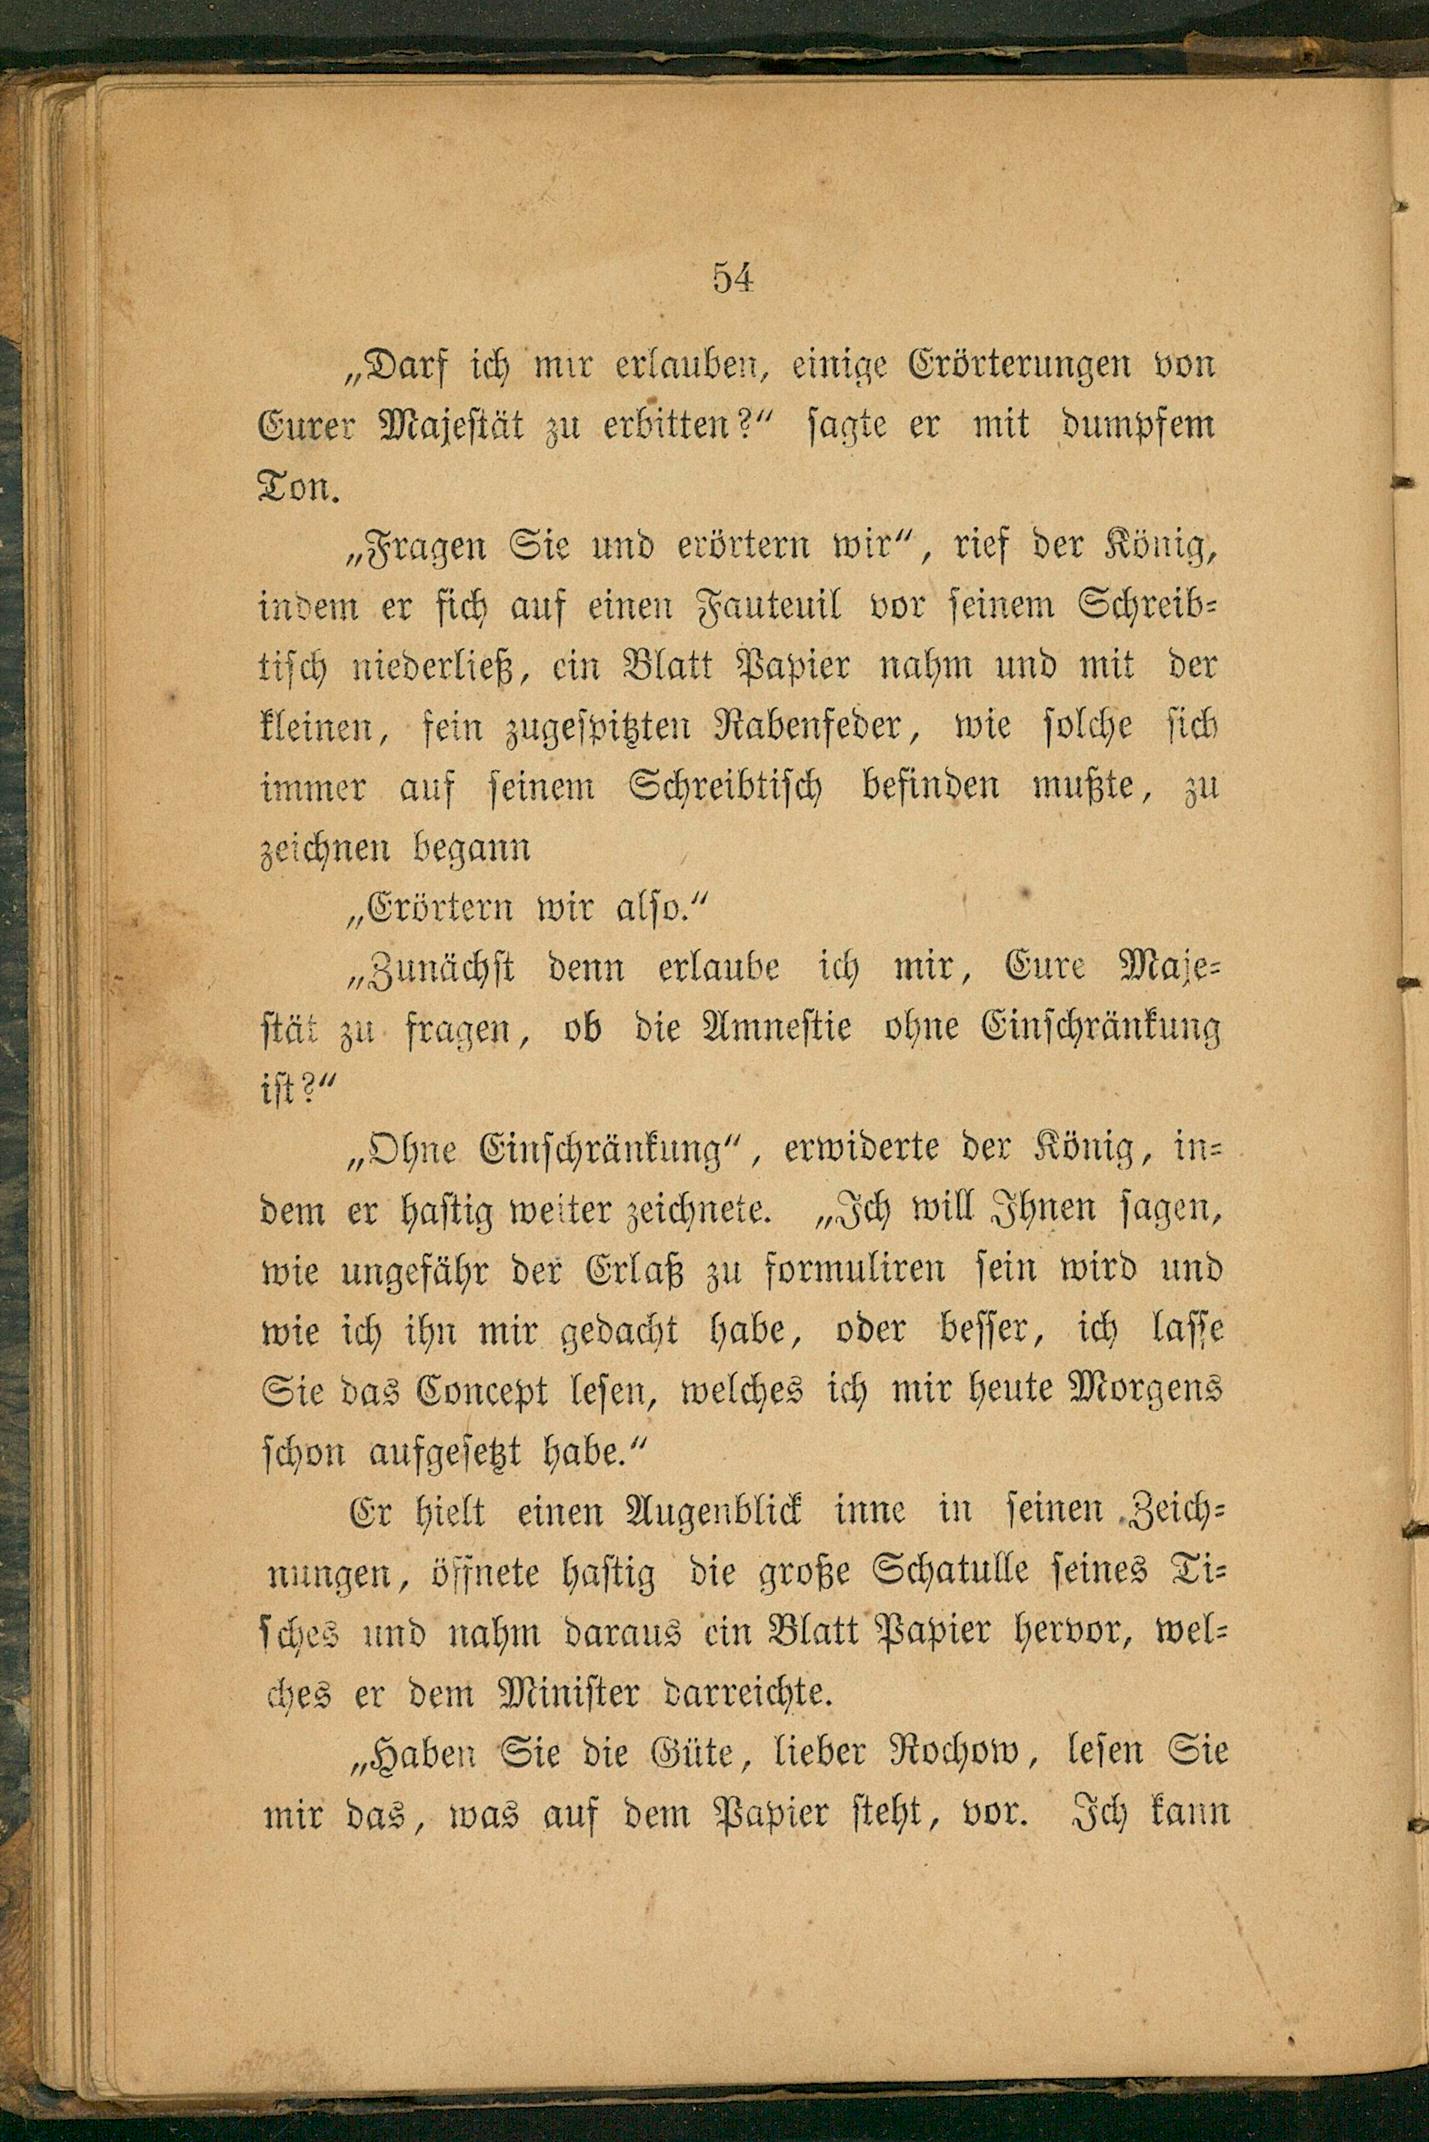 54
„Darf ich mir erlauben, einige Erörterungen von
Eurer Majestät zu erbitten?“ sagte er mit dumpfem
Ton.
„Fragen Sie und erörtern wir“, rief der König,
indem er sich auf einen Fauteuil vor seinem Schreib-
tisch niederließ, ein Blatt Papier nahm und mit der
kleinen, fein zugespitzten Rabenfeder, wie solche sich
immer auf seinem Schreibtisch befinden mußte, zu
zeichnen begann
„Erörtern wir also.“
„Zunächst denn erlaube ich mir, Eure Maje-
stät zu fragen, ob die Amnestie ohne Einschränkung
ist?“
„Ohne Einschränkung“, erwiderte der König, in-
dem er hastig weiter zeichnete. „Ich will Ihnen sagen,
wie ungefähr der Erlaß zu formuliren sein wird und
wie ich ihn mir gedacht habe, oder besser, ich lasse
Sie das Concept lesen, welches ich mir heute Morgens
schon aufgesetzt habe.“
Er hielt einen Augenblick inne in seinen Zeich-
nungen, öffnete hastig die große Schatulle seines Ti-
sches und nahm daraus ein Blatt Papier hervor, wel-
ches er dem Minister darreichte.
„Haben Sie die Güte, lieber Rochow, lesen Sie
mir das, was auf dem Papier steht, vor. Ich kann